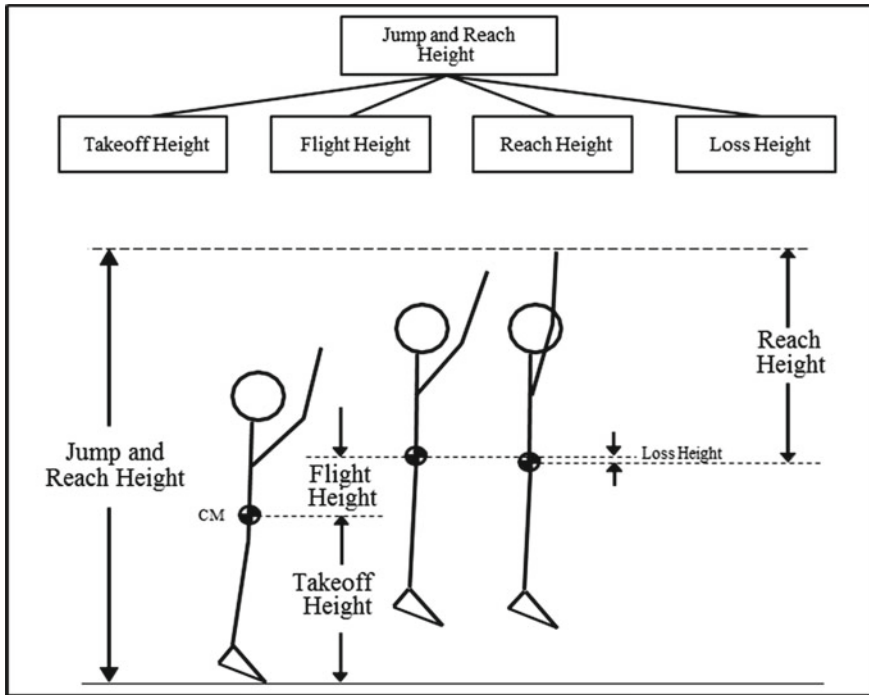 Jump and Reach
Height
Takeoff Height
Flight Height
Reach Height
Loss Height
Reach
Height
Jump and
Reach Height
Flight
Height
Loss Height
CM
Takeoff
Height